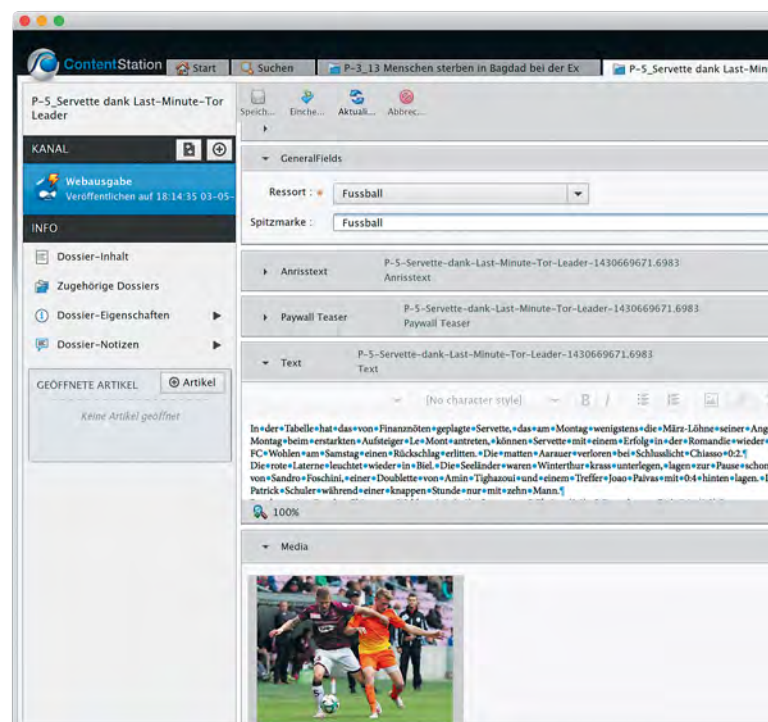 ContentStation
Start
Suchen
P-3_13 Menschen sterben in Bagdad bei der Ex
P-5_Servette dank Last-Min
P-5_Servette dank Last-Minute-Tor
Leader
Speich...
Einche...
Aktuali...
Abbrec...
KANAL
Webausgabe
Veröffentlichen auf 18:14:35 03-05-
INFO
Dossier-Inhalt
Zugehörige Dossiers
Dossier-Eigenschaften
Dossier-Notizen
GEÖFFNETE ARTIKEL
Artikel
Keine Artikel geöffnet
GeneralFields
Ressort :
Fussball
Spitzmarke :
Fussball
Anrisstext
P-5-Servette-dank-Last-Minute-Tor-Leader-1430669671.6983
Anrisstext
Paywall Teaser
P-5-Servette-dank-Last-Minute-Tor-Leader-1430669671.6983
Paywall Teaser
Text
P-5-Servette-dank-Last-Minute-Tor-Leader-1430669671.6983
Text
[No character style]
B I
In der Tabelle hat das von Finanznöten geplagte Servette, das am Montag wenigstens die März-Löhne seiner Ang
Montag beim erstarkten Aufsteiger Le Mont antreten, können Servette mit einem Erfolg in der Romandie wieder
FC Wohlen am Samstag einen Rückschlag erlitten. Die matten Aarauer verloren bei Schlusslicht Chiasso 0:2.¶
Die rote Laterne leuchtet wieder in Biel. Die Seeländer waren Winterthur krass unterlegen, lagen zur Pause schon
von Sandro Foschini, einer Doublette von Amin Tighazoui und einem Treffer Joao Paivas mit 0:4 hinten lagen.
Patrick Schuler während einer knappen Stunde nur mit zehn Mann.¶
100%
Media